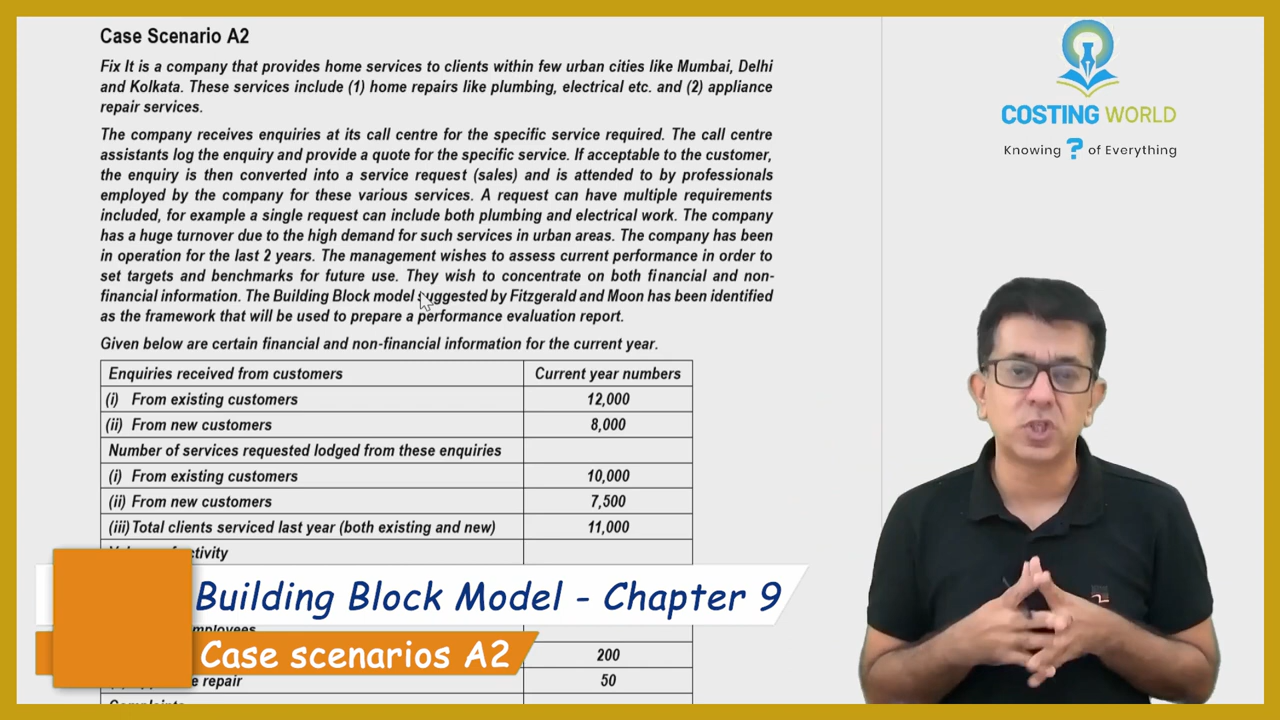 Case Scenario A2
Fix It is a company that provides home services to clients within few urban cities like Mumbai, Delhi
and Kolkata. These services include (1) home repairs like plumbing, electrical etc. and (2) appliance
repair services.
The company receives enquiries at its call centre for the specific service required. The call centre
assistants log the enquiry and provide a quote for the specific service. If acceptable to the customer,
the enquiry is then converted into a service request (sales) and is attended to by professionals
employed by the company for these various services. A request can have multiple requirements
included, for example a single request can include both plumbing and electrical work. The company
has a huge turnover due to the high demand for such services in urban areas. The company has been
in operation for the last 2 years. The management wishes to assess current performance in order to
set targets and benchmarks for future use. They wish to concentrate on both financial and non-
financial information. The Building Block model suggested by Fitzgerald and Moon has been identified
as the framework that will be used to prepare a performance evaluation report.
Given below are certain financial and non-financial information for the current year.
Enquiries received from customers Current year numbers
(i) From existing customers 12,000
(ii) From new customers 8,000
Number of services requested lodged from these enquiries
(i) From existing customers 10,000
(ii) From new customers 7,500
(iii) Total clients serviced last year (both existing and new) 11,000
200
repair 50
Building Block Model - Chapter 9
Case scenarios A2
COSTING WORLD
Knowing ? of Everything